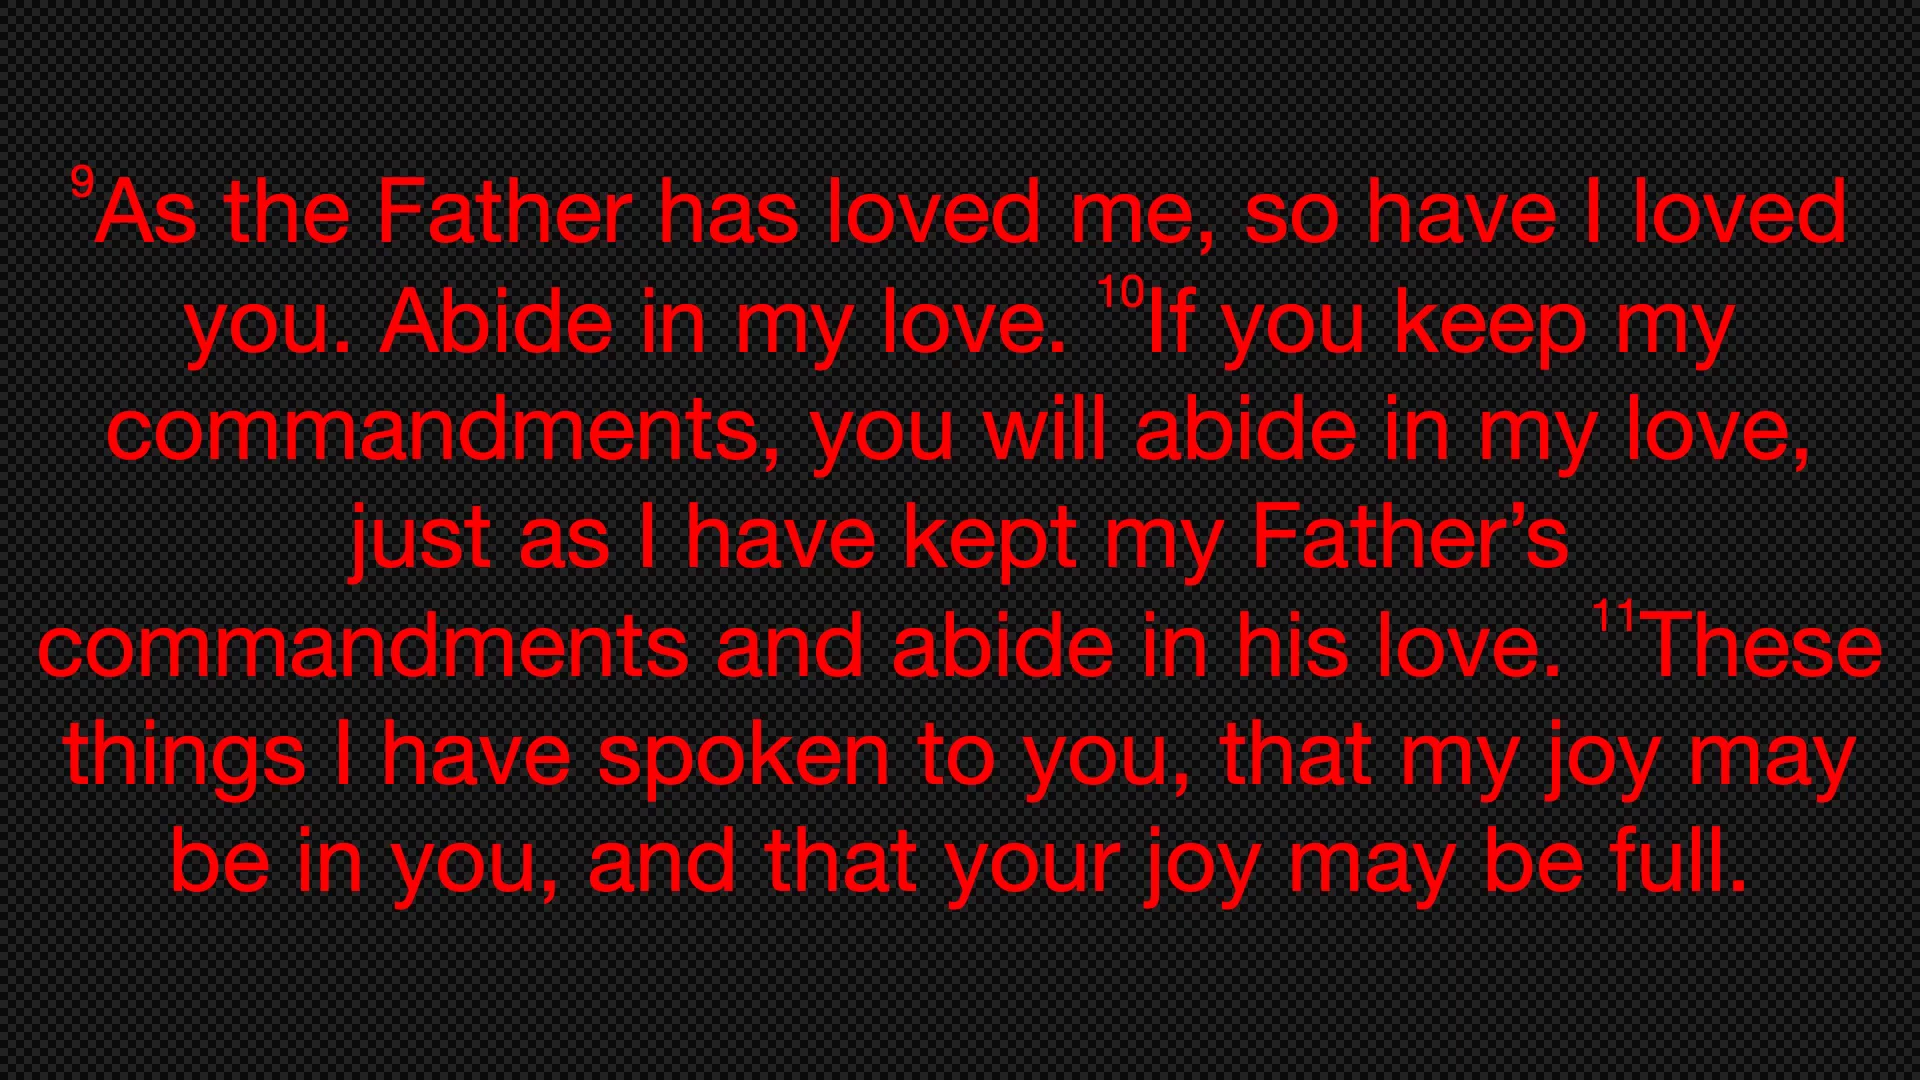 ⁹As the Father has loved me, so have I loved
you. Abide in my love. ¹⁰If you keep my
commandments, you will abide in my love,
just as I have kept my Father’s
commandments and abide in his love. ¹¹These
things I have spoken to you, that my joy may
be in you, and that your joy may be full.